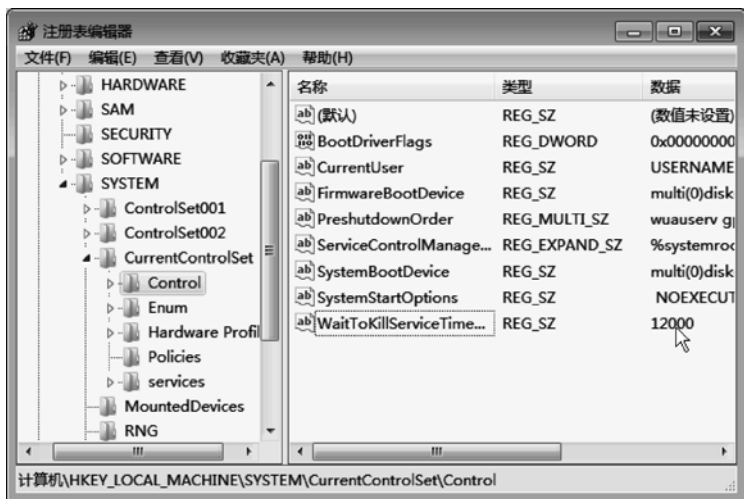 注册表编辑器
文件(F) 编辑(E) 查看(V) 收藏夹(A) 帮助(H)
HARDWARE
SAM
SECURITY
SOFTWARE
SYSTEM
ControlSet001
ControlSet002
CurrentControlSet
Control
Enum
Hardware Profil
Policies
services
MountedDevices
RNG
名称 类型 数据
(默认) REG_SZ (数值未设置)
BootDriverFlags REG_DWORD 0x00000000
CurrentUser REG_SZ USERNAME
FirmwareBootDevice REG_SZ multi(0)disk
PreshutdownOrder REG_MULTI_SZ wuauserv gp
ServiceControlManage... REG_EXPAND_SZ %systemroo
SystemBootDevice REG_SZ multi(0)disk
SystemStartOptions REG_SZ NOEXECUT
WaitToKillServiceTime... REG_SZ 12000
计算机\HKEY_LOCAL_MACHINE\SYSTEM\CurrentControlSet\Control